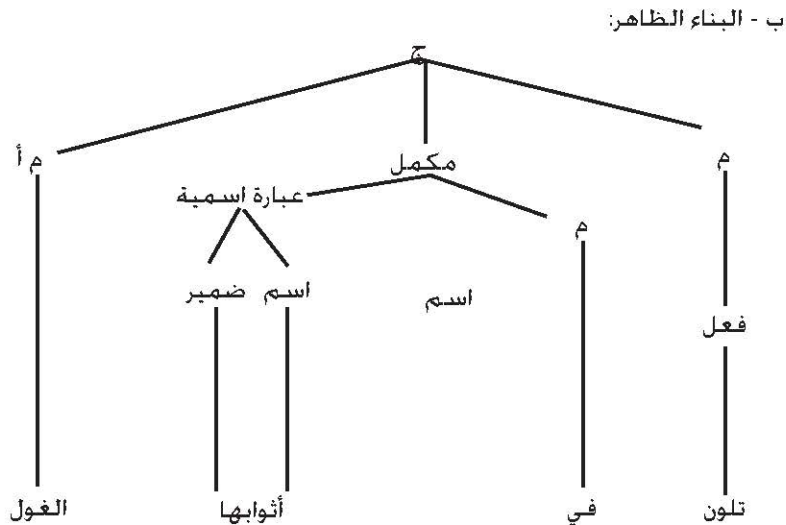 ب - البناء الظاهر:
ج
م مكمل م أ
عبارة اسمية
م
اسم اسم ضمير
فعل
تلون في أثوابها الغول